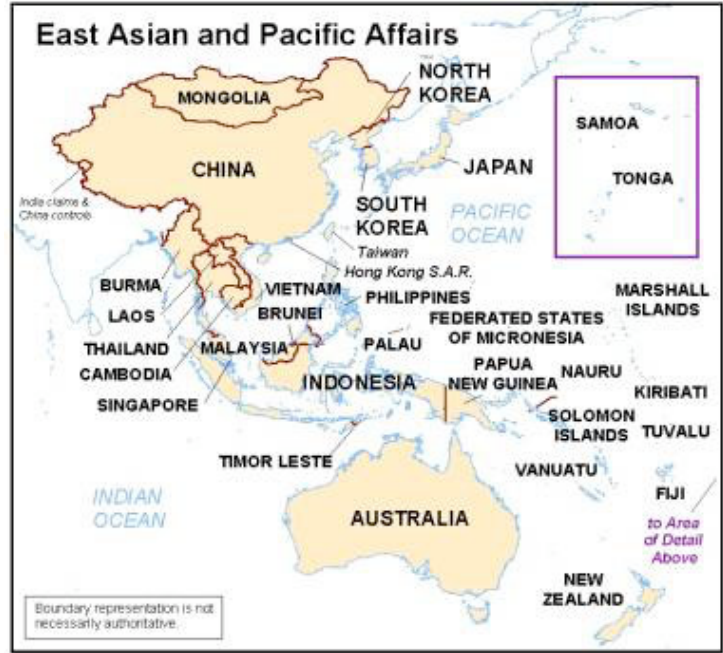 East Asian and Pacific Affairs
NORTH
KOREA
MONGOLIA
SAMOA
CHINA
JAPAN
TONGA
India claims &
China controls
SOUTH
KOREA
PACIFIC
OCEAN
Taiwan
Hong Kong S.A.R.
BURMA
VIETNAM
PHILIPPINES
MARSHALL
ISLANDS
LAOS
BRUNEI
FEDERATED STATES
OF MICRONESIA
THAILAND
MALAYSIA
PALAU
CAMBODIA
PAPUA
NEW GUINEA
NAURU
INDONESIA
KIRIBATI
SINGAPORE
SOLOMON
ISLANDS
TUVALU
TIMOR LESTE
VANUATU
INDIAN
OCEAN
FIJI
AUSTRALIA
to Area
of Detail
Above
NEW
ZEALAND
Boundary representation is not
necessarily authoritative.